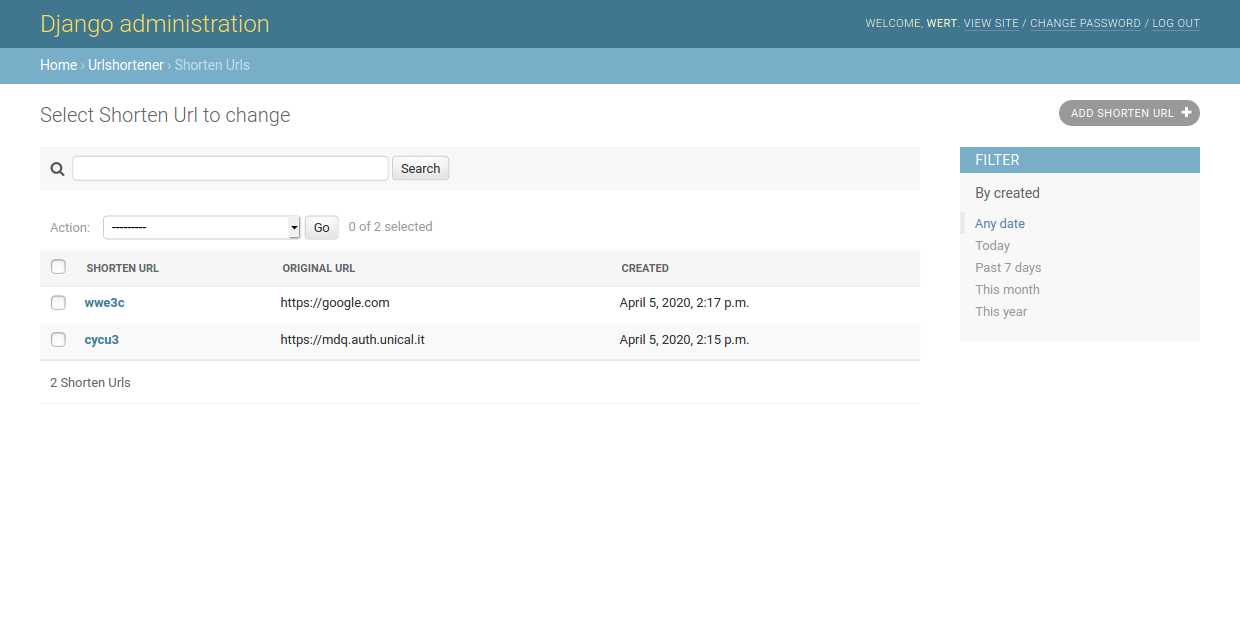 Django administration
WELCOME, WERT. VIEW SITE / CHANGE PASSWORD / LOG OUT
Home › Urlshortener › Shorten Urls
Select Shorten Url to change
ADD SHORTEN URL +
Search
Action: --------- Go 0 of 2 selected
SHORTEN URL ORIGINAL URL CREATED
wwe3c https://google.com April 5, 2020, 2:17 p.m.
cycu3 https://mdq.auth.unical.it April 5, 2020, 2:15 p.m.
2 Shorten Urls
FILTER
By created
Any date
Today
Past 7 days
This month
This year